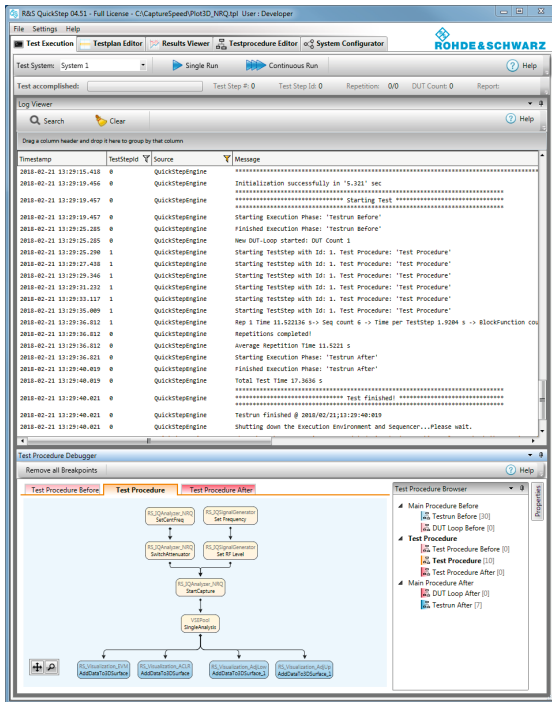 R&S QuickStep 04.51 - Full License - C:\CaptureSpeed\Plot3D_NRQ.tpl User : Developer
File Settings Help
Test Execution Testplan Editor Results Viewer Testprocedure Editor System Configurator
ROHDE&SCHWARZ
Test System: System 1 Single Run Continuous Run Help
Test accomplished: Test Step #: 0 Test Step Id: 0 Repetition: 0/0 DUT Count: 0 Report:
Log Viewer
Search Clear Help
Drag a column header and drop it here to group by that column
Timestamp TestStepId Source Message
2018-02-21 13:29:15.418 0 QuickStepEngine ************************************************************************
2018-02-21 13:29:19.456 0 QuickStepEngine Initialization successfully in '5.321' sec
****************************************************************
2018-02-21 13:29:19.457 0 QuickStepEngine ***************************** Starting Test *****************************
****************************************************************
2018-02-21 13:29:19.457 0 QuickStepEngine Starting Execution Phase: 'Testrun Before'
2018-02-21 13:29:25.285 0 QuickStepEngine Finished Execution Phase: 'Testrun Before'
2018-02-21 13:29:25.285 0 QuickStepEngine New DUT-Loop started: DUT Count 1
2018-02-21 13:29:25.290 1 QuickStepEngine Starting TestStep with Id: 1. Test Procedure: 'Test Procedure'
2018-02-21 13:29:27.438 1 QuickStepEngine Starting TestStep with Id: 1. Test Procedure: 'Test Procedure'
2018-02-21 13:29:29.346 1 QuickStepEngine Starting TestStep with Id: 1. Test Procedure: 'Test Procedure'
2018-02-21 13:29:31.232 1 QuickStepEngine Starting TestStep with Id: 1. Test Procedure: 'Test Procedure'
2018-02-21 13:29:33.117 1 QuickStepEngine Starting TestStep with Id: 1. Test Procedure: 'Test Procedure'
2018-02-21 13:29:35.009 1 QuickStepEngine Starting TestStep with Id: 1. Test Procedure: 'Test Procedure'
2018-02-21 13:29:36.812 1 QuickStepEngine Rep 1 Time 11.522136 s-> Seq count 6 -> Time per TestStep 1.9204 s -> BlockFunction cou
2018-02-21 13:29:36.812 0 QuickStepEngine Repetitions completed!
2018-02-21 13:29:36.812 0 QuickStepEngine Average Repetition Time 11.5221 s
2018-02-21 13:29:36.821 0 QuickStepEngine Starting Execution Phase: 'Testrun After'
2018-02-21 13:29:40.019 0 QuickStepEngine Finished Execution Phase: 'Testrun After'
2018-02-21 13:29:40.019 0 QuickStepEngine Total Test Time 17.3636 s
****************************************************************
2018-02-21 13:29:40.021 0 QuickStepEngine ***************************** Test finished! *****************************
****************************************************************
2018-02-21 13:29:40.021 0 QuickStepEngine Testrun finished @ 2018/02/21;13:29:40:019
2018-02-21 13:29:40.021 0 QuickStepEngine Shutting down the Execution Environment and Sequencer...Please wait.
Test Procedure Debugger
Remove all Breakpoints Help
Test Procedure Before Test Procedure Test Procedure After
RS_IQAnalyzer_NRQ
SetCentFreq
RS_IQSignalGenerator
Set Frequency
RS_IQAnalyzer_NRQ
SwitchAttenuator
RS_IQSignalGenerator
Set RF Level
RS_IQAnalyzer_NRQ
StartCapture
VSEPool
SingleAnalysis
RS_Visualization_EVM
AddDataTo3DSurface
RS_Visualization_ACLR
AddDataTo3DSurface
RS_Visualization_AdjLow
AddDataTo3DSurface_1
RS_Visualization_AdjUp
AddDataTo3DSurface_1
Test Procedure Browser
Main Procedure Before
Testrun Before [30]
DUT Loop Before [0]
Test Procedure
Test Procedure Before [0]
Test Procedure [10]
Test Procedure After [0]
Main Procedure After
DUT Loop After [0]
Testrun After [7]
Properties